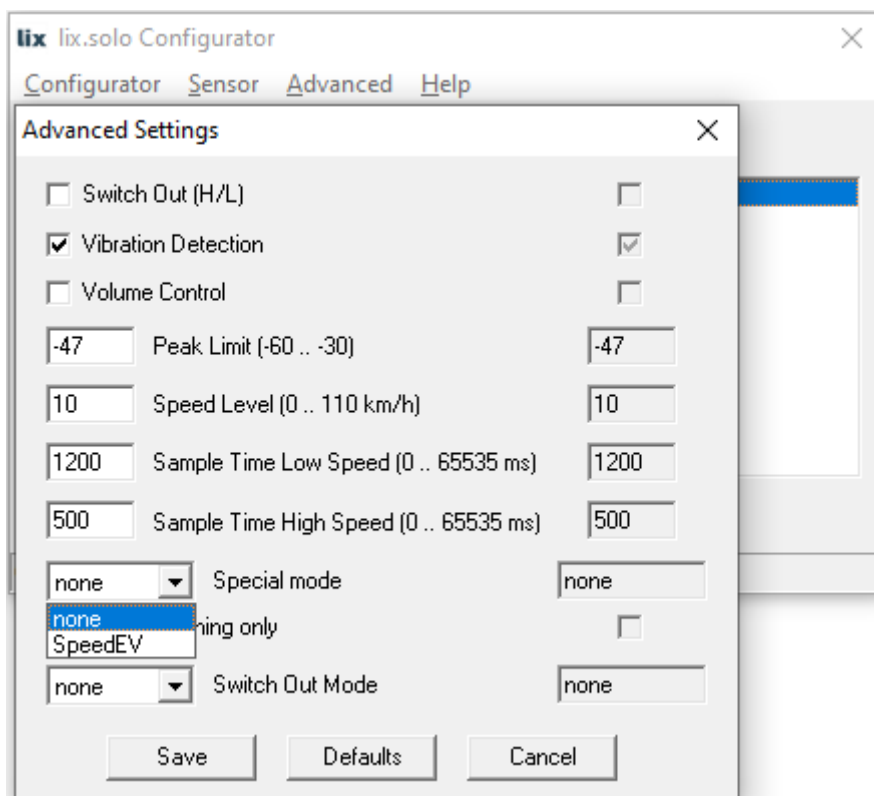 lix lix.solo Configurator
Configurator Sensor Advanced Help
Advanced Settings
Switch Out (H/L)
Vibration Detection
Volume Control
-47 Peak Limit (-60 .. -30) -47
10 Speed Level (0 .. 110 km/h) 10
1200 Sample Time Low Speed (0 .. 65535 ms) 1200
500 Sample Time High Speed (0 .. 65535 ms) 500
none Special mode none
none
SpeedEV
only
none Switch Out Mode none
Save Defaults Cancel